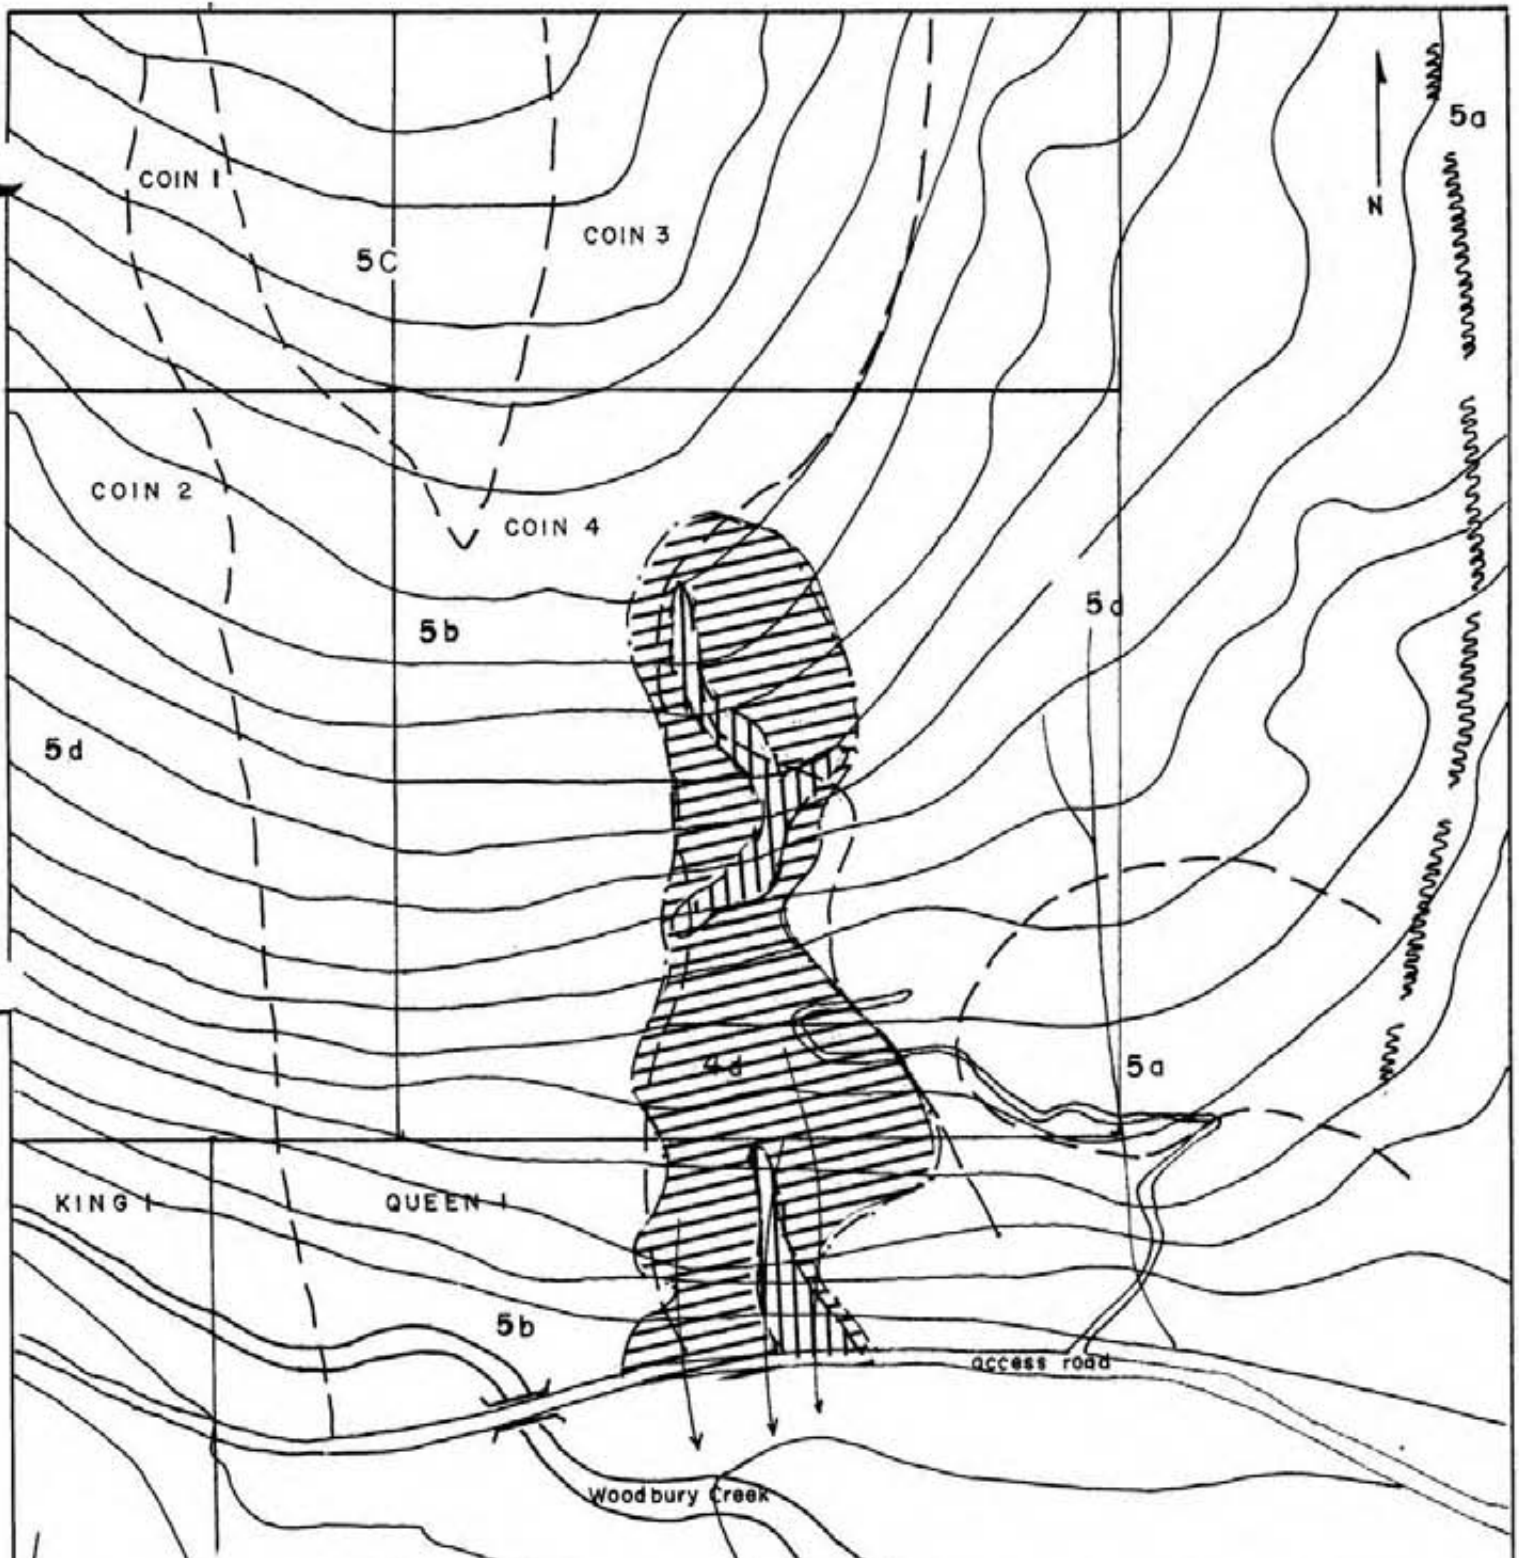 5a
N
COIN 1
COIN 3
5C
COIN 2
COIN 4
5d
5b
5d
4d
5a
KING 1
QUEEN 1
5b
access road
Woodbury Creek